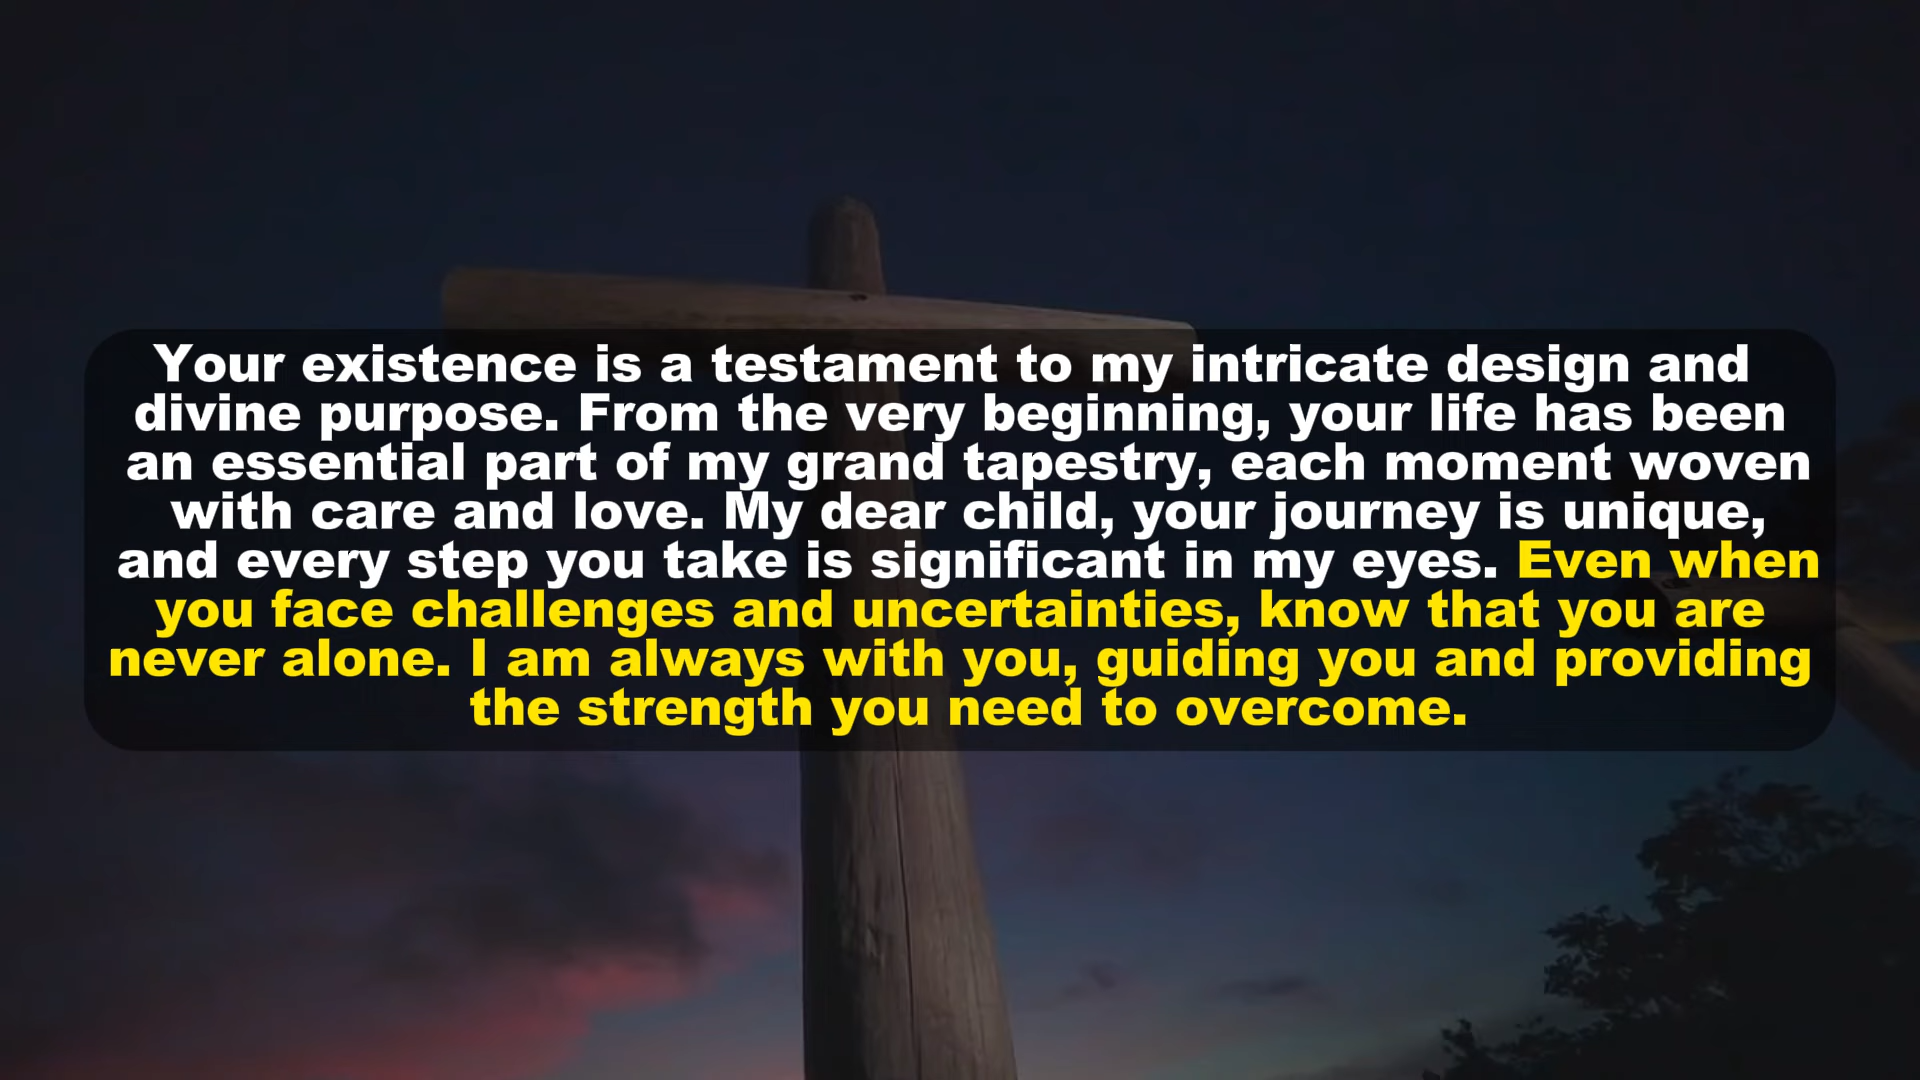 Your existence is a testament to my intricate design and
divine purpose. From the very beginning, your life has been
an essential part of my grand tapestry, each moment woven
with care and love. My dear child, your journey is unique,
and every step you take is significant in my eyes. Even when
you face challenges and uncertainties, know that you are
never alone. I am always with you, guiding you and providing
the strength you need to overcome.